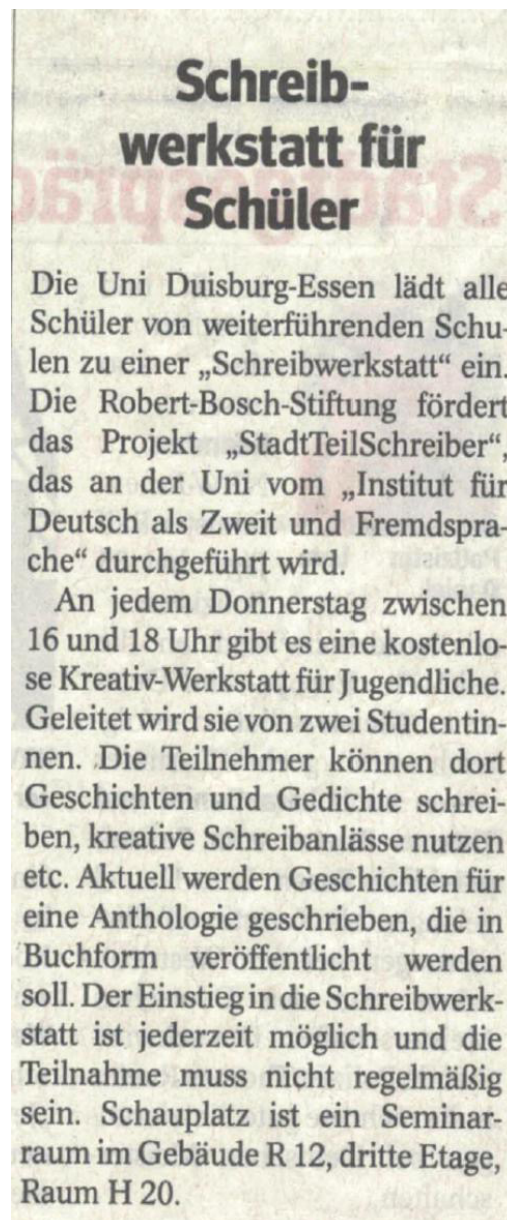 Schreib-
werkstatt für
Schüler
Die Uni Duisburg-Essen lädt alle
Schüler von weiterführenden Schu-
len zu einer „Schreibwerkstatt“ ein.
Die Robert-Bosch-Stiftung fördert
das Projekt „StadtTeilSchreiber“,
das an der Uni vom „Institut für
Deutsch als Zweit und Fremdspra-
che“ durchgeführt wird.
An jedem Donnerstag zwischen
16 und 18 Uhr gibt es eine kostenlo-
se Kreativ-Werkstatt für Jugendliche.
Geleitet wird sie von zwei Studentin-
nen. Die Teilnehmer können dort
Geschichten und Gedichte schrei-
ben, kreative Schreibanlässe nutzen
etc. Aktuell werden Geschichten für
eine Anthologie geschrieben, die in
Buchform veröffentlicht werden
soll. Der Einstieg in die Schreibwerk-
statt ist jederzeit möglich und die
Teilnahme muss nicht regelmäßig
sein. Schauplatz ist ein Seminar-
raum im Gebäude R 12, dritte Etage,
Raum H 20.